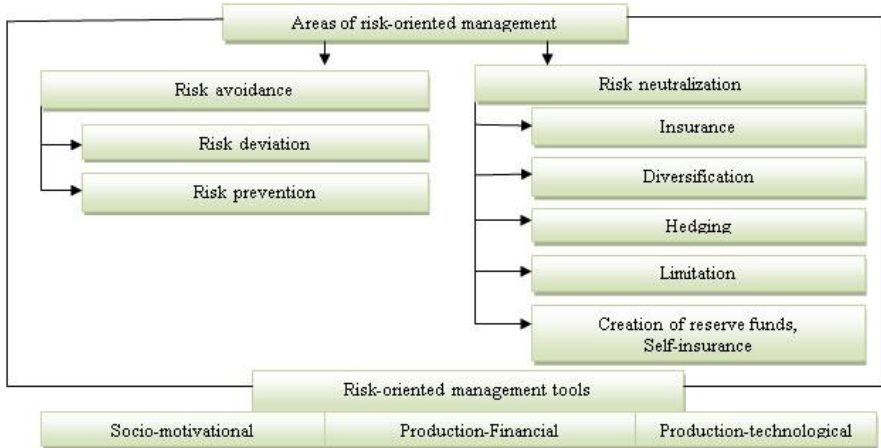 Areas of risk-oriented management
Risk avoidance
Risk deviation
Risk prevention
Risk neutralization
Insurance
Diversification
Hedging
Limitation
Creation of reserve funds,
Self-insurance
Risk-oriented management tools
Socio-motivational
Production-Financial
Production-technological